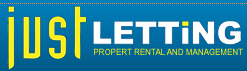 just LETTiNG
PROPERT RENTAL AND MANAGEMENT